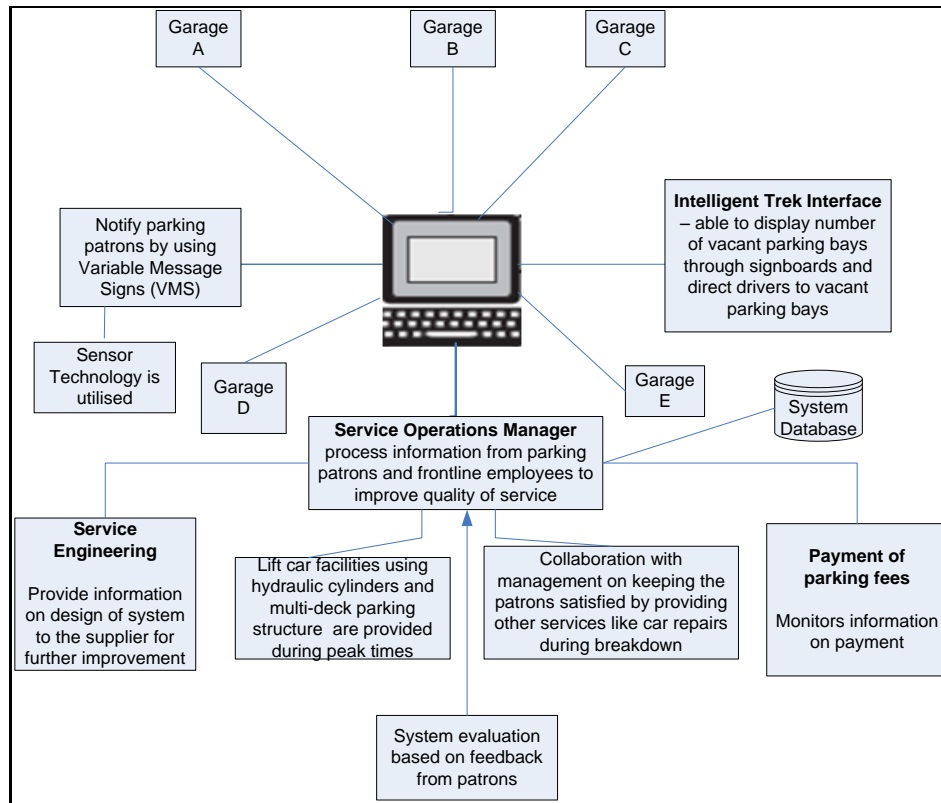 Garage
A
Garage
B
Garage
C
Notify parking
patrons by using
Variable Message
Signs (VMS)
Intelligent Trek Interface
– able to display number
of vacant parking bays
through signboards and
direct drivers to vacant
parking bays
Sensor
Technology is
utilised
Garage
D
Garage
E
System
Database
Service Operations Manager
process information from parking
patrons and frontline employees to
improve quality of service
Service
Engineering
Provide information
on design of system
to the supplier for
further improvement
Lift car facilities using
hydraulic cylinders and
multi-deck parking
structure are provided
during peak times
Collaboration with
management on keeping the
patrons satisfied by providing
other services like car repairs
during breakdown
Payment of
parking fees
Monitors information
on payment
System evaluation
based on feedback
from patrons